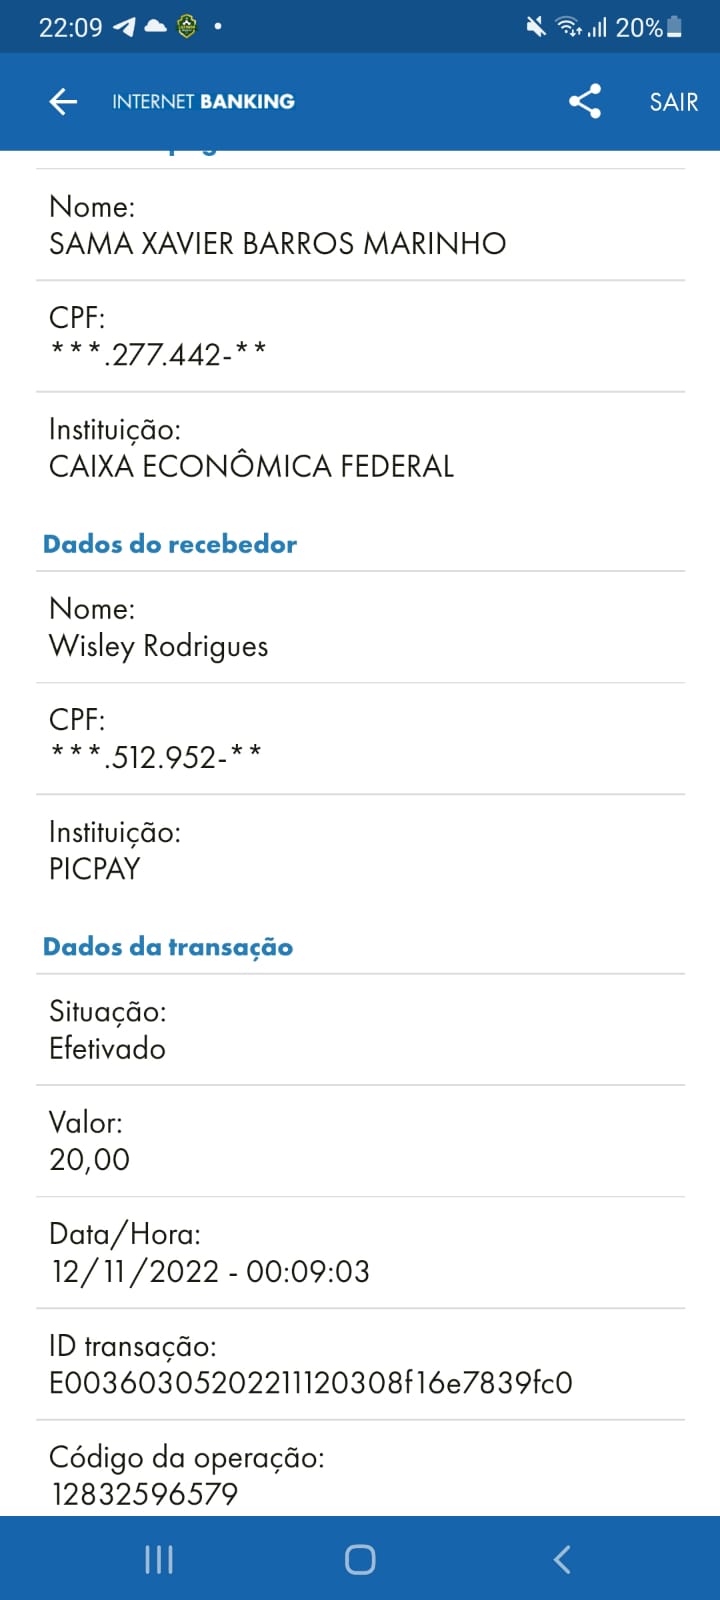 22:09
20%
INTERNET BANKING
SAIR
Nome:
SAMA XAVIER BARROS MARINHO
CPF:
***.277.442-**
Instituição:
CAIXA ECONÔMICA FEDERAL
Dados do recebedor
Nome:
Wisley Rodrigues
CPF:
***.512.952-**
Instituição:
PICPAY
Dados da transação
Situação:
Efetivado
Valor:
20,00
Data/Hora:
12/11/2022 - 00:09:03
ID transação:
E00360305202211120308f16e7839fc0
Código da operação:
12832596579